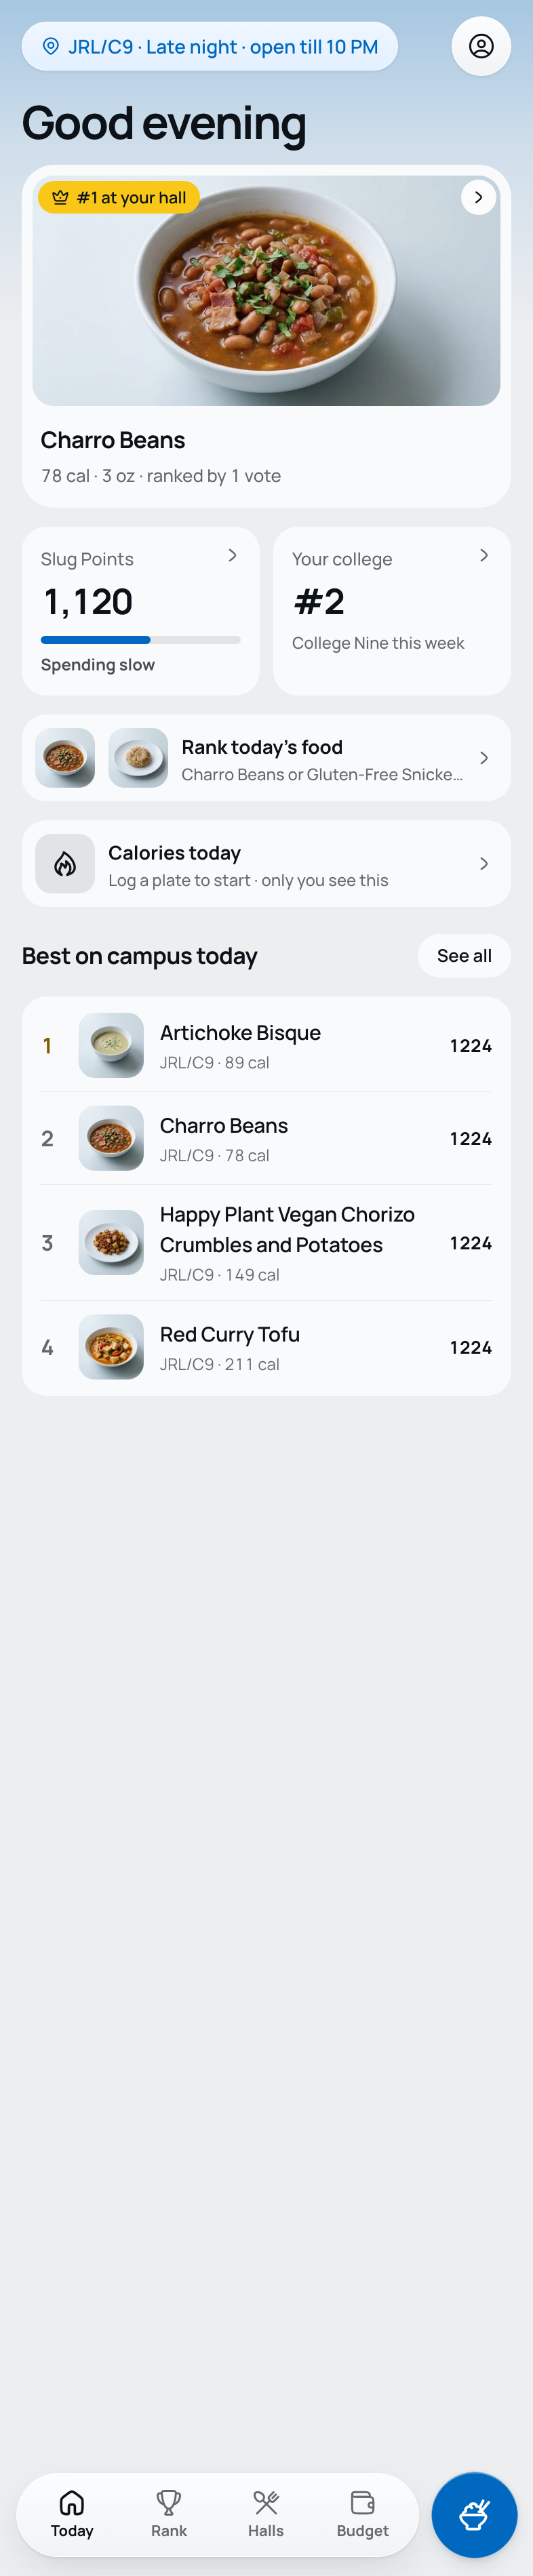 JRL/C9 · Late night · open till 10 PM
Good evening
#1 at your hall
Charro Beans
78 cal · 3 oz · ranked by 1 vote
Slug Points
1,120
Spending slow
Your college
#2
College Nine this week
Rank today's food
Charro Beans or Gluten-Free Snicke...
Calories today
Log a plate to start · only you see this
Best on campus today
See all
1
Artichoke Bisque
JRL/C9 · 89 cal
1224
2
Charro Beans
JRL/C9 · 78 cal
1224
3
Happy Plant Vegan Chorizo
Crumbles and Potatoes
JRL/C9 · 149 cal
1224
4
Red Curry Tofu
JRL/C9 · 211 cal
1224
Today
Rank
Halls
Budget